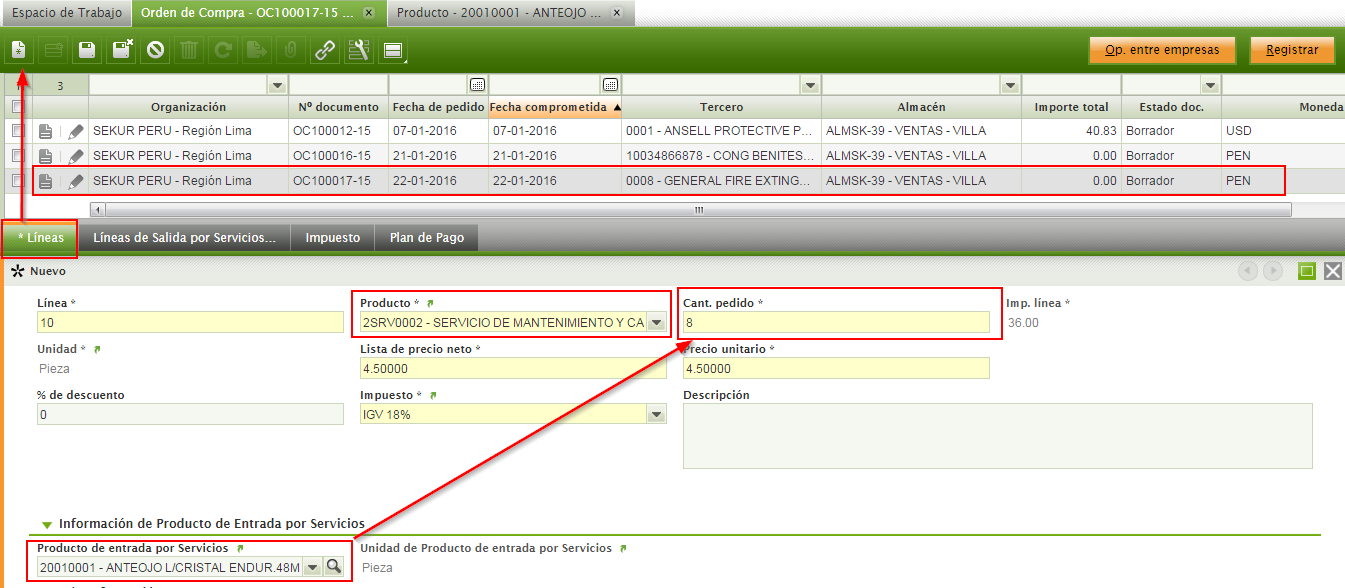 Espacio de Trabajo Orden de Compra - OC100017-15 ... x Producto - 20010001 - ANTEOJO ... x
Op. entre empresas Registrar
3
Organización Nº documento Fecha de pedido Fecha comprometida Tercero Almacén Importe total Estado doc. Moneda
SEKUR PERU - Región Lima OC100012-15 07-01-2016 07-01-2016 0001 - ANSELL PROTECTIVE P... ALMSK-39 - VENTAS - VILLA 40.83 Borrador USD
SEKUR PERU - Región Lima OC100016-15 21-01-2016 21-01-2016 10034866878 - CONG BENITES... ALMSK-39 - VENTAS - VILLA 0.00 Borrador PEN
SEKUR PERU - Región Lima OC100017-15 22-01-2016 22-01-2016 0008 - GENERAL FIRE EXTING... ALMSK-39 - VENTAS - VILLA 0.00 Borrador PEN
* Líneas Líneas de Salida por Servicios... Impuesto Plan de Pago
Nuevo
Línea * Producto * Cant. pedido * Imp. línea *
10 2SRV0002 - SERVICIO DE MANTENIMIENTO Y CA 8 36.00
Unidad * Lista de precio neto * Precio unitario *
Pieza 4.50000 4.50000
% de descuento Impuesto * Descripción
0 IGV 18%
Información de Producto de Entrada por Servicios
Producto de entrada por Servicios Unidad de Producto de entrada por Servicios
20010001 - ANTEOJO L/CRISTAL ENDUR.48M Pieza